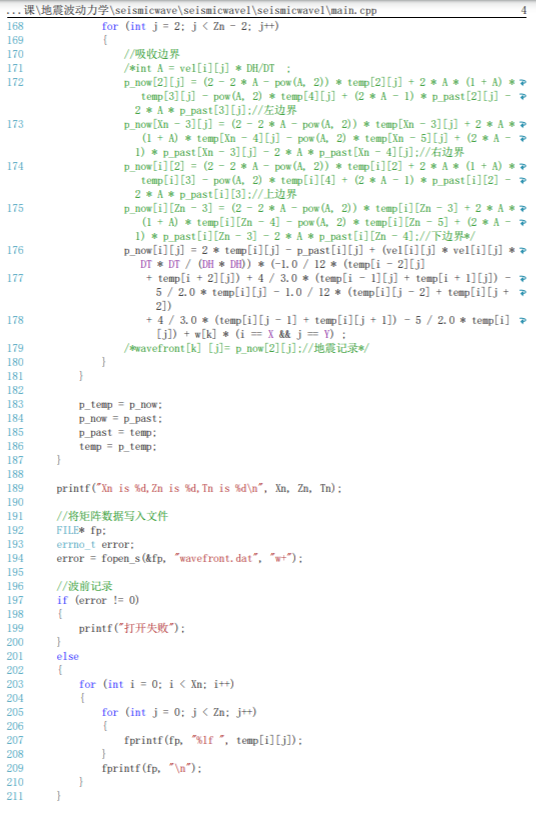 ...课\地震波动力学\seismicwave\seismicwave1\seismicwave1\main.cpp 4
168 for (int j = 2; j < Zn - 2; j++)
169 {
170 //吸收边界
171 /*int A = vel[i][j] * DH/DT ;
172 p_now[2][j] = (2 - 2 * A - pow(A, 2)) * temp[2][j] + 2 * A * (1 + A) *
temp[3][j] - pow(A, 2) * temp[4][j] + (2 * A - 1) * p_past[2][j] -
2 * A * p_past[3][j];//左边界
173 p_now[Xn - 3][j] = (2 - 2 * A - pow(A, 2)) * temp[Xn - 3][j] + 2 * A *
(1 + A) * temp[Xn - 4][j] - pow(A, 2) * temp[Xn - 5][j] + (2 * A -
1) * p_past[Xn - 3][j] - 2 * A * p_past[Xn - 4][j];//右边界
174 p_now[i][2] = (2 - 2 * A - pow(A, 2)) * temp[i][2] + 2 * A * (1 + A) *
temp[i][3] - pow(A, 2) * temp[i][4] + (2 * A - 1) * p_past[i][2] -
2 * A * p_past[i][3];//上边界
175 p_now[i][Zn - 3] = (2 - 2 * A - pow(A, 2)) * temp[i][Zn - 3] + 2 * A *
(1 + A) * temp[i][Zn - 4] - pow(A, 2) * temp[i][Zn - 5] + (2 * A -
1) * p_past[i][Zn - 3] - 2 * A * p_past[i][Zn - 4];//下边界*/
176 p_now[i][j] = 2 * temp[i][j] - p_past[i][j] + (vel[i][j] * vel[i][j] *
DT * DT / (DH * DH)) * (-1.0 / 12 * (temp[i - 2][j]
177 + temp[i + 2][j]) + 4 / 3.0 * (temp[i - 1][j] + temp[i + 1][j]) -
5 / 2.0 * temp[i][j] - 1.0 / 12 * (temp[i][j - 2] + temp[i][j +
2])
178 + 4 / 3.0 * (temp[i][j - 1] + temp[i][j + 1]) - 5 / 2.0 * temp[i]
[j]) + w[k] * (i == X && j == Y) ;
179 /*wavefront[k] [j]= p_now[2][j];//地震记录*/
180 }
181 }
182
183 p_temp = p_now;
184 p_now = p_past;
185 p_past = temp;
186 temp = p_temp;
187 }
188
189 printf("Xn is %d,Zn is %d,Tn is %d\n", Xn, Zn, Tn);
190
191 //将矩阵数据写入文件
192 FILE* fp;
193 errno_t error;
194 error = fopen_s(&fp, "wavefront.dat", "w+");
195
196 //波前记录
197 if (error != 0)
198 {
199 printf("打开失败");
200 }
201 else
202 {
203 for (int i = 0; i < Xn; i++)
204 {
205 for (int j = 0; j < Zn; j++)
206 {
207 fprintf(fp, "%lf ", temp[i][j]);
208 }
209 fprintf(fp, "\n");
210 }
211 }